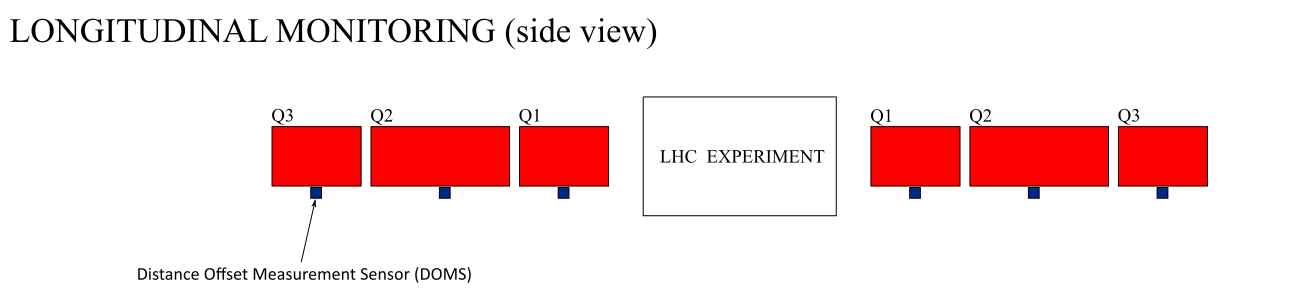 LONGITUDINAL MONITORING (side view)
Q3 Q2 Q1 Q1 Q2 Q3
LHC EXPERIMENT
Distance Offset Measurement Sensor (DOMS)